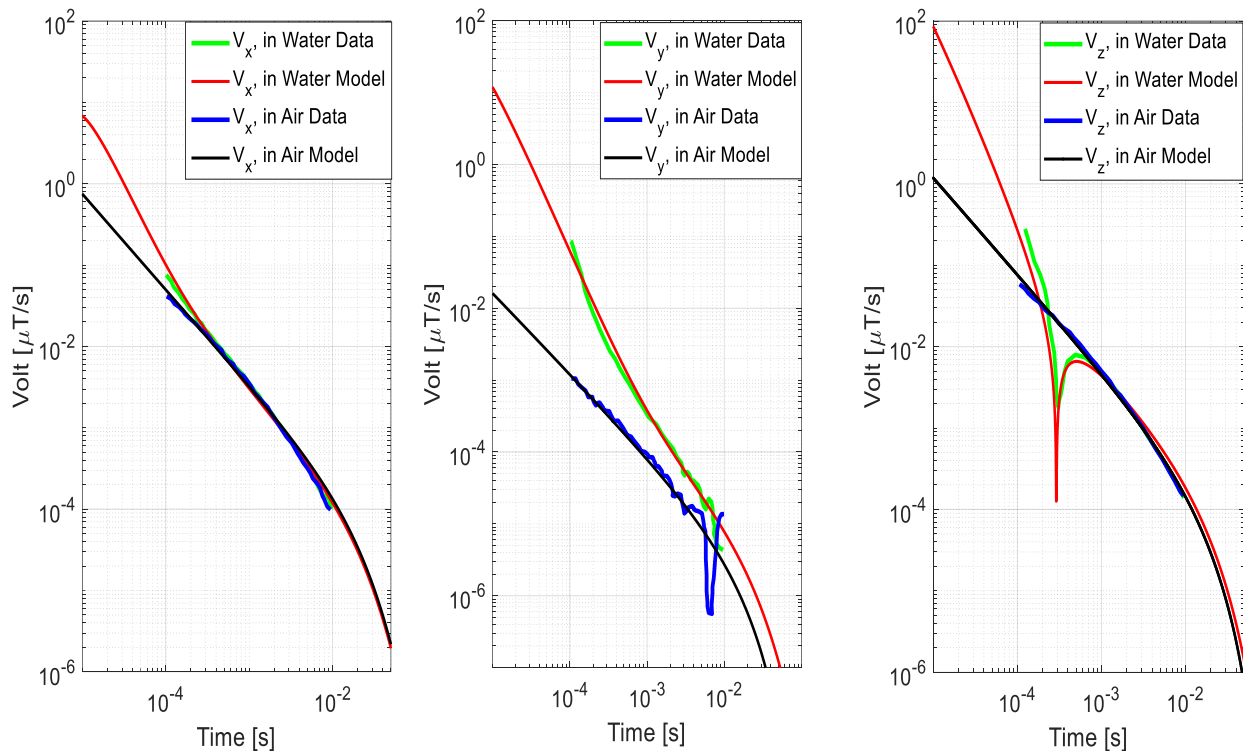 10^2
10^0
10^-2
10^-4
10^-6
Volt [μT/s]
V_x, in Water Data
V_x, in Water Model
V_x, in Air Data
V_x, in Air Model
10^-4
10^-2
Time [s]
10^2
10^0
10^-2
10^-4
10^-6
Volt [μT/s]
V_y, in Water Data
V_y, in Water Model
V_y, in Air Data
V_y, in Air Model
10^-4
10^-3
10^-2
Time [s]
10^2
10^0
10^-2
10^-4
10^-6
Volt [μT/s]
V_z, in Water Data
V_z, in Water Model
V_z, in Air Data
V_z, in Air Model
10^-4
10^-3
10^-2
Time [s]